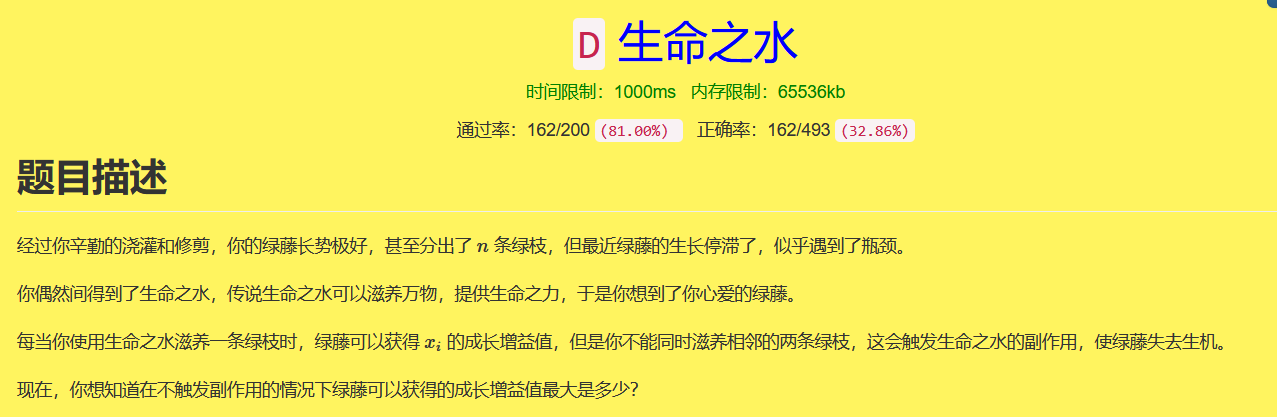 D 生命之水
时间限制：1000ms 内存限制：65536kb
通过率：162/200 (81.00%) 正确率：162/493 (32.86%)
题目描述
经过你辛勤的浇灌和修剪，你的绿藤长势极好，甚至分出了 n 条绿枝，但最近绿藤的生长停滞了，似乎遇到了瓶颈。
你偶然间得到了生命之水，传说生命之水可以滋养万物，提供生命之力，于是你想到了你心爱的绿藤。
每当你使用生命之水滋养一条绿枝时，绿藤可以获得 xᵢ 的成长增益值，但是你不能同时滋养相邻的两条绿枝，这会触发生命之水的副作用，使绿藤失去生机。
现在，你想知道在不触发副作用的情况下绿藤可以获得的成长增益值最大是多少？